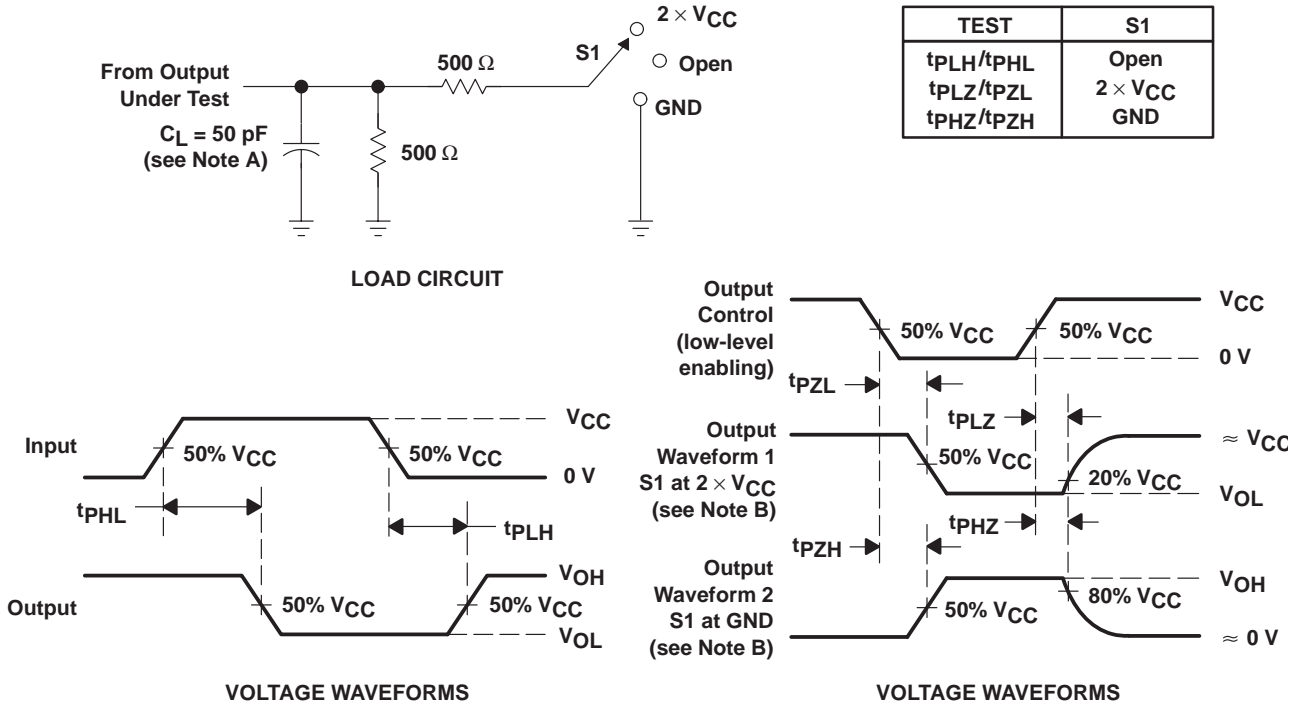 2 × VCC
S1
Open
GND
500 Ω
From Output
Under Test
CL = 50 pF
(see Note A)
500 Ω
LOAD CIRCUIT
TEST S1
tPLH/tPHL Open
tPLZ/tPZL 2 × VCC
tPHZ/tPZH GND
Input
50% VCC
50% VCC
VCC
0 V
tPHL
tPLH
Output
50% VCC
50% VCC
VOH
VOL
VOLTAGE WAVEFORMS
Output
Control
(low-level
enabling)
50% VCC
50% VCC
VCC
0 V
tPZL
tPLZ
Output
Waveform 1
S1 at 2 × VCC
(see Note B)
50% VCC
20% VCC
≈ VCC
VOL
tPHZ
tPZH
Output
Waveform 2
S1 at GND
(see Note B)
50% VCC
80% VCC
VOH
≈ 0 V
VOLTAGE WAVEFORMS